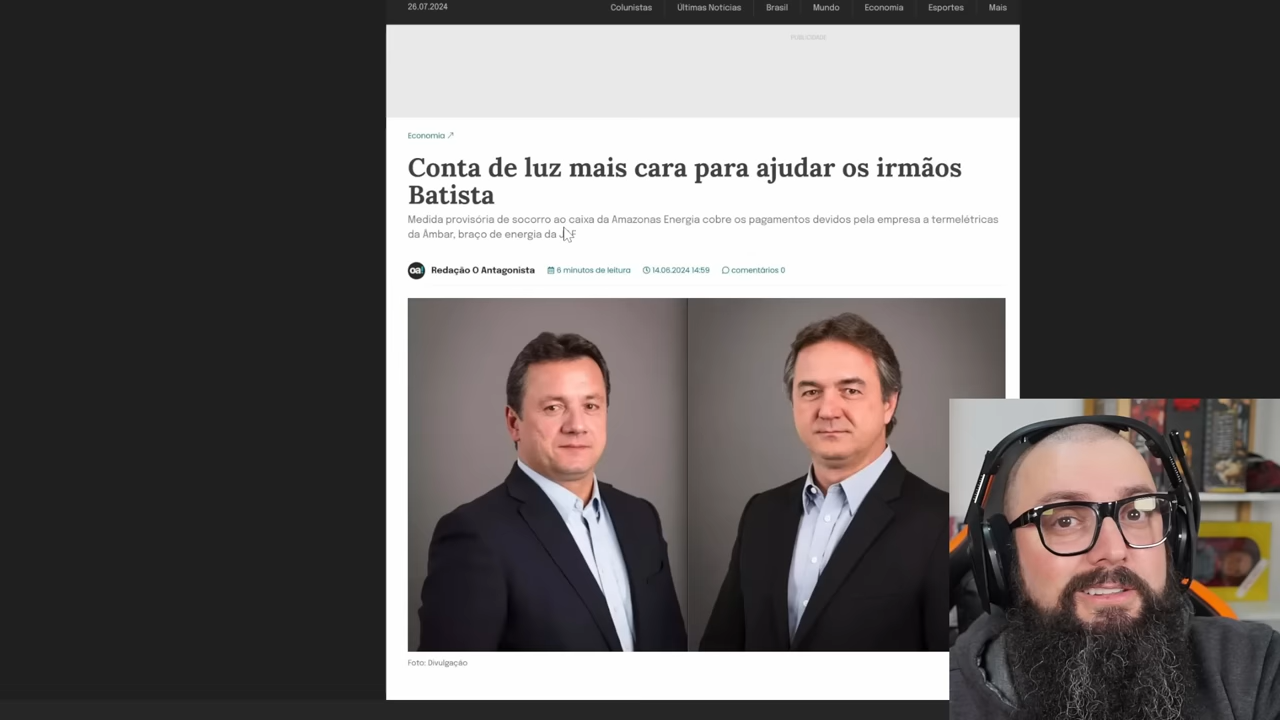 26.07.2024
Colunistas
Últimas Notícias
Brasil
Mundo
Economia
Esportes
Mais
PUBLICIDADE
Economia ↗
Conta de luz mais cara para ajudar os irmãos
Batista
Medida provisória de socorro ao caixa da Amazonas Energia cobre os pagamentos devidos pela empresa a termelétricas
da Âmbar, braço de energia da
oa!
Redação O Antagonista
6 minutos de leitura
14.06.2024 14:59
comentários 0
Foto: Divulgação